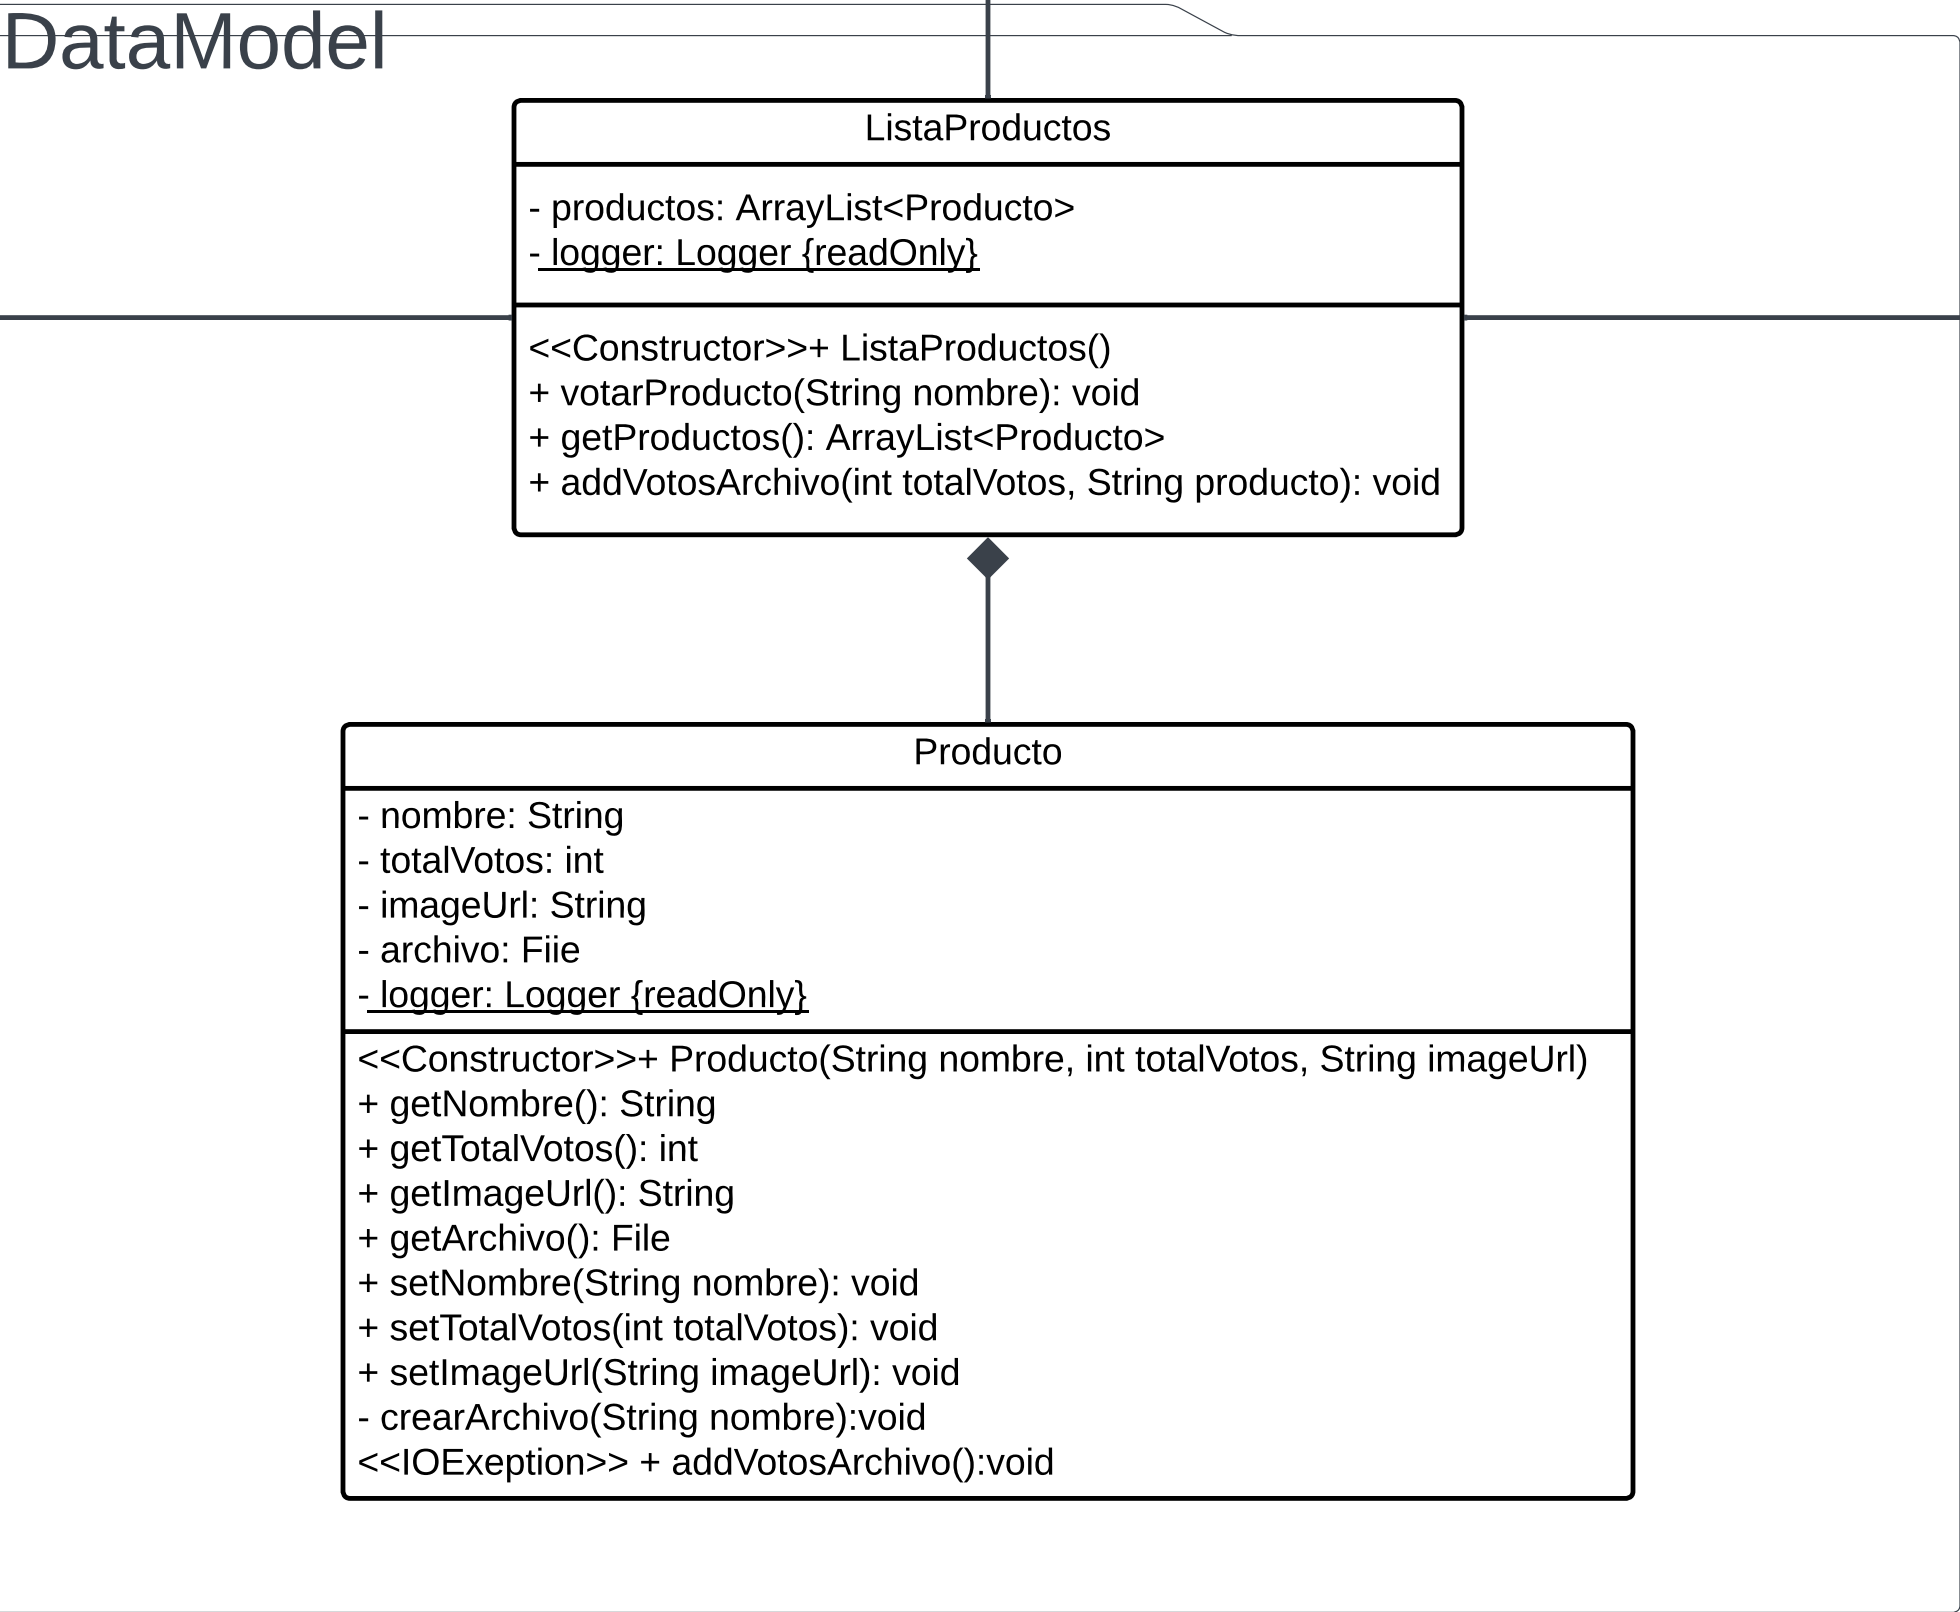 DataModel
ListaProductos
- productos: ArrayList<Producto>
- logger: Logger {readOnly}
<<Constructor>>+ ListaProductos()
+ votarProducto(String nombre): void
+ getProductos(): ArrayList<Producto>
+ addVotosArchivo(int totalVotos, String producto): void
Producto
- nombre: String
- totalVotos: int
- imageUrl: String
- archivo: Fiie
- logger: Logger {readOnly}
<<Constructor>>+ Producto(String nombre, int totalVotos, String imageUrl)
+ getNombre(): String
+ getTotalVotos(): int
+ getImageUrl(): String
+ getArchivo(): File
+ setNombre(String nombre): void
+ setTotalVotos(int totalVotos): void
+ setImageUrl(String imageUrl): void
- crearArchivo(String nombre):void
<<IOExeption>> + addVotosArchivo():void